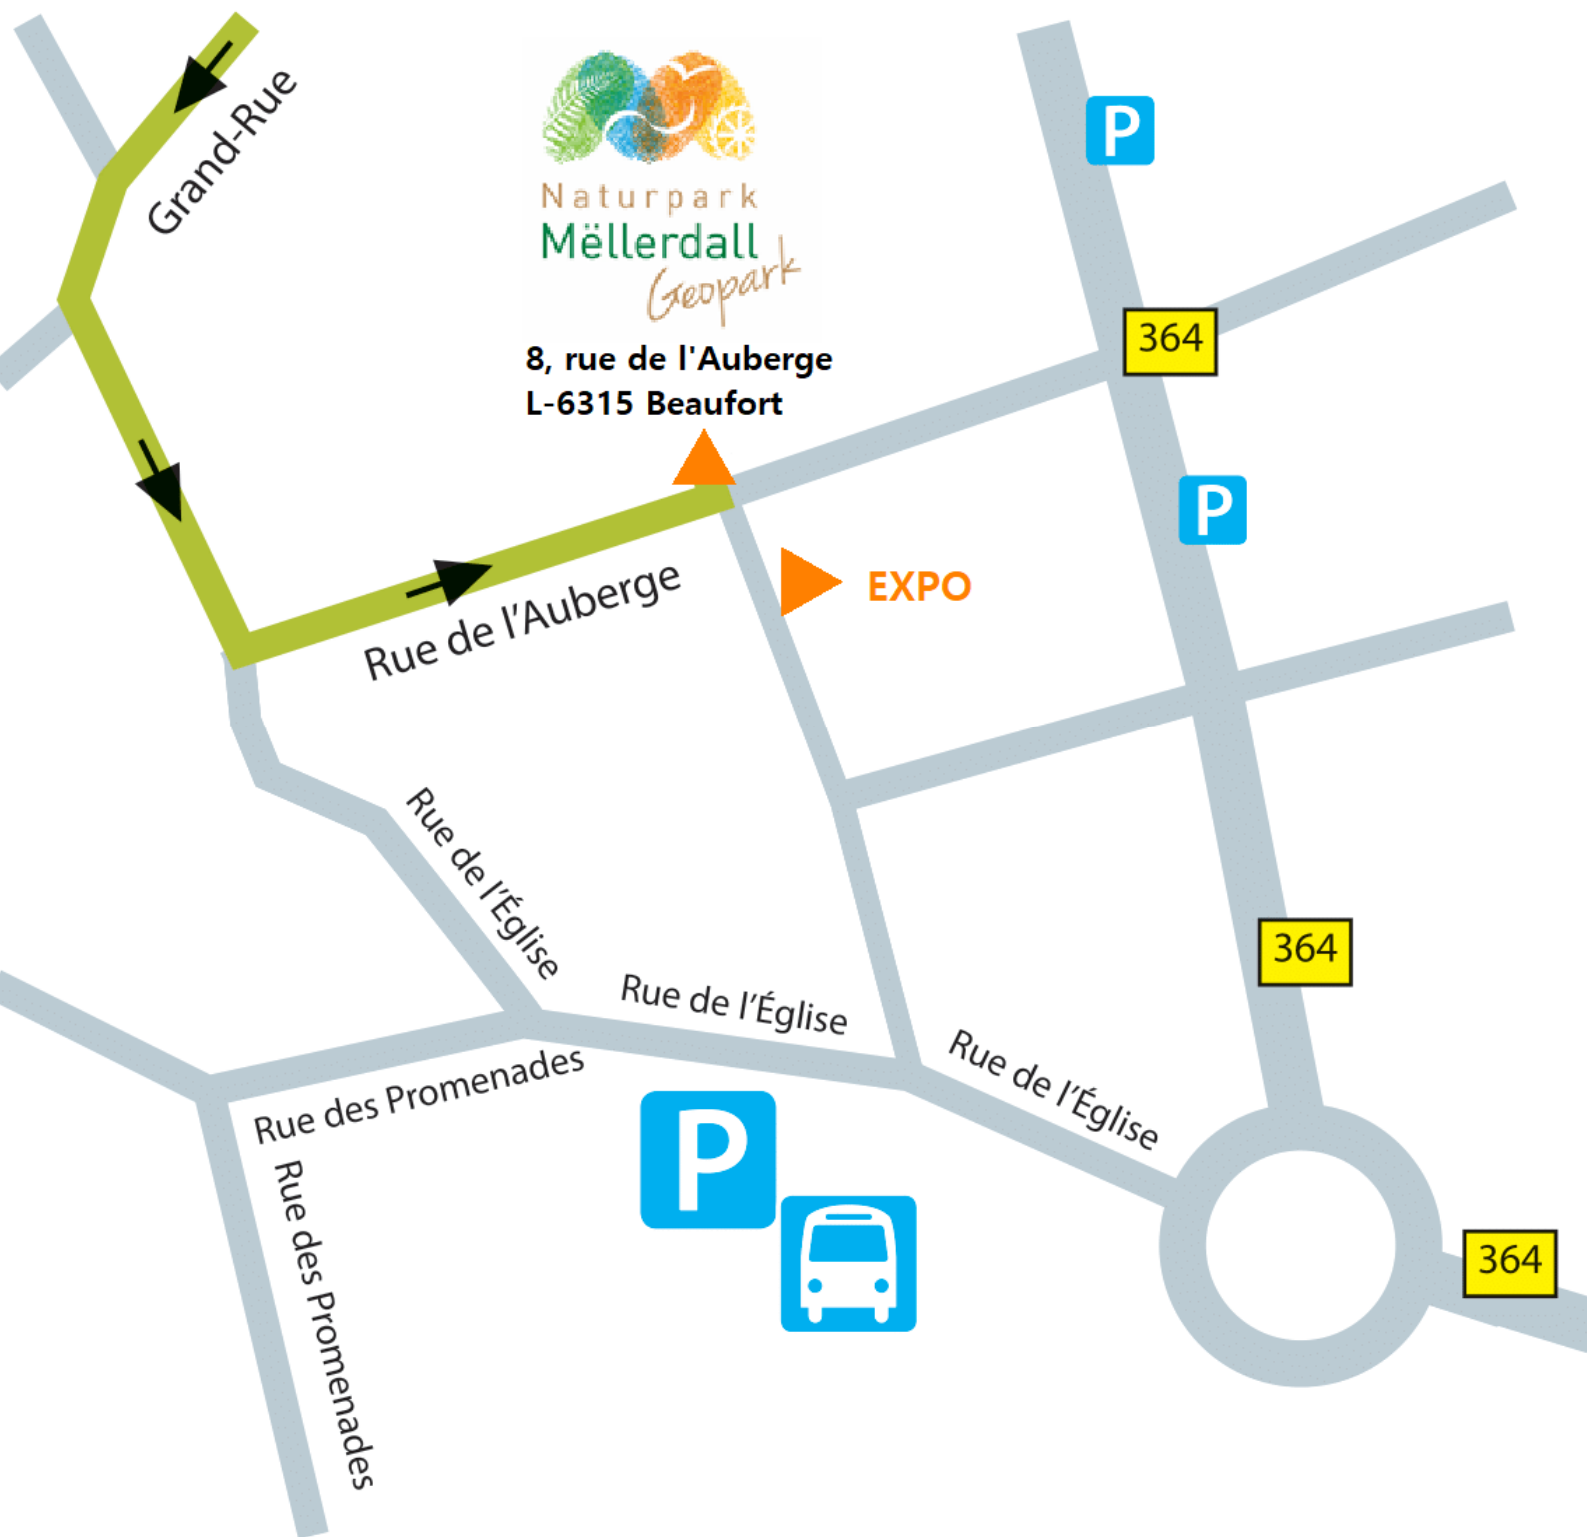 Grand-Rue
Naturpark
Mëllerdall
Geopark
8, rue de l'Auberge
L-6315 Beaufort
P
364
P
EXPO
Rue de l'Auberge
Rue de l'Église
364
Rue de l'Église
Rue de l'Église
Rue des Promenades
P
Rue des Promenades
364